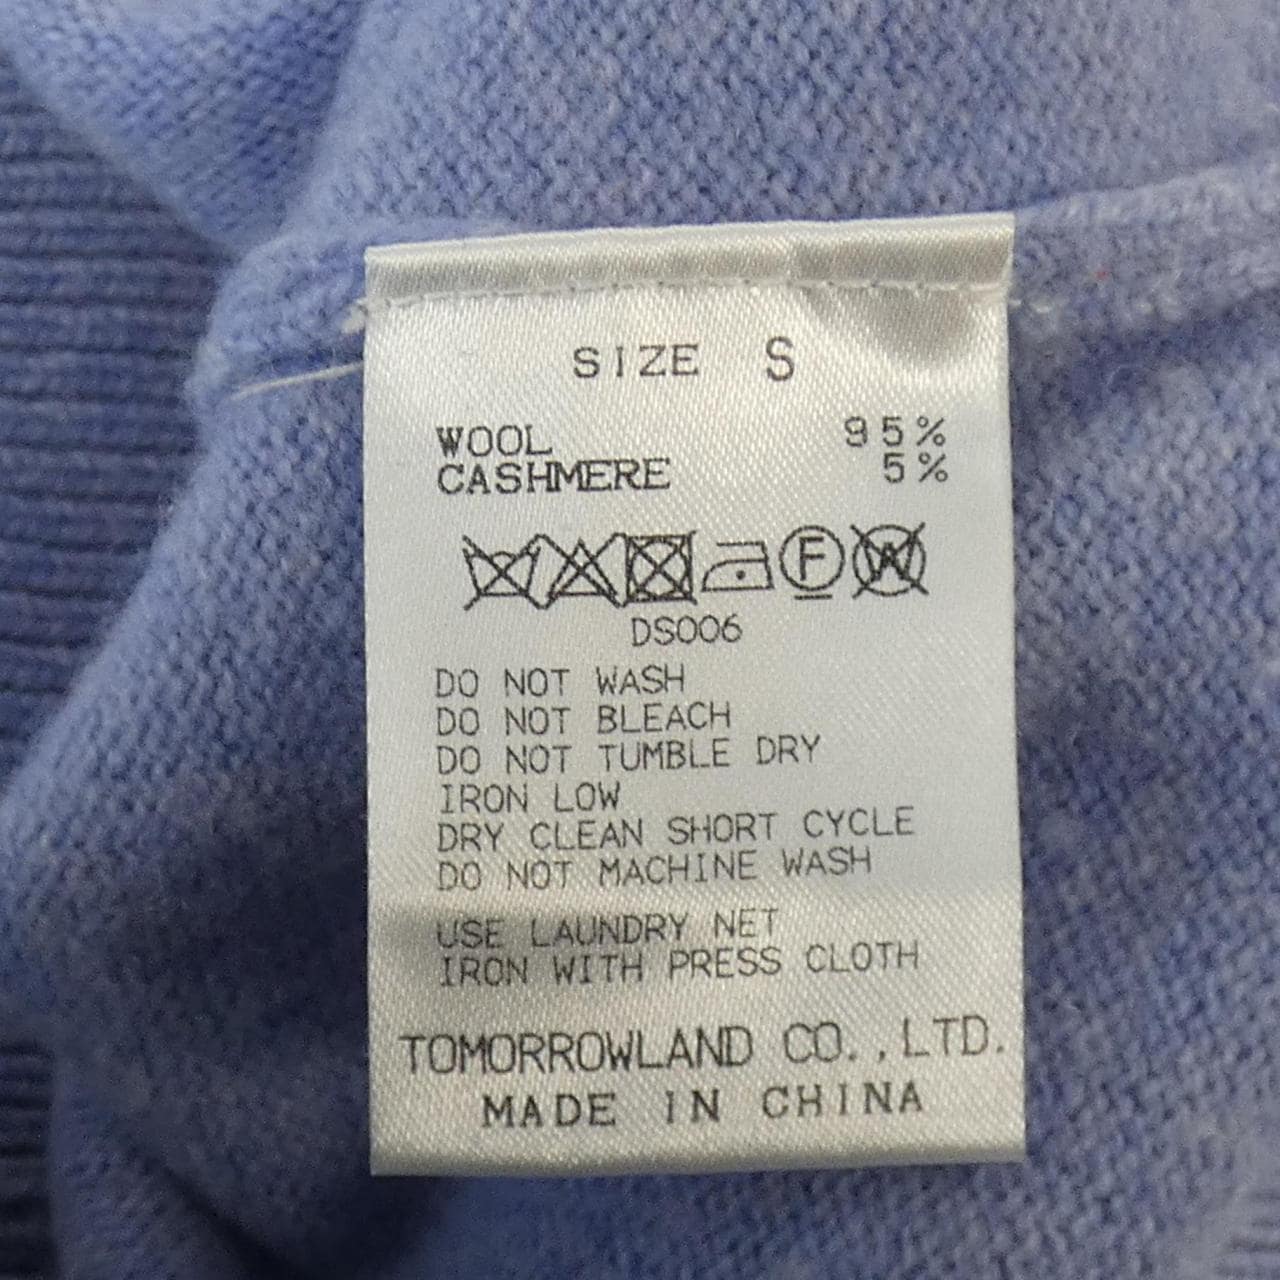 SIZE S
WOOL 95%
CASHMERE 5%
F W
DS006
DO NOT WASH
DO NOT BLEACH
DO NOT TUMBLE DRY
IRON LOW
DRY CLEAN SHORT CYCLE
DO NOT MACHINE WASH
USE LAUNDRY NET
IRON WITH PRESS CLOTH
TOMORROWLAND CO.,LTD.
MADE IN CHINA